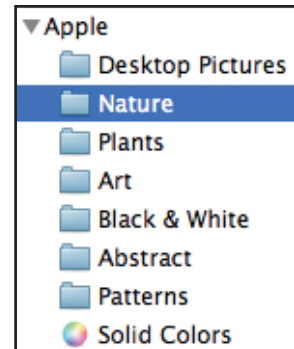 Apple
Desktop Pictures
Nature
Plants
Art
Black & White
Abstract
Patterns
Solid Colors